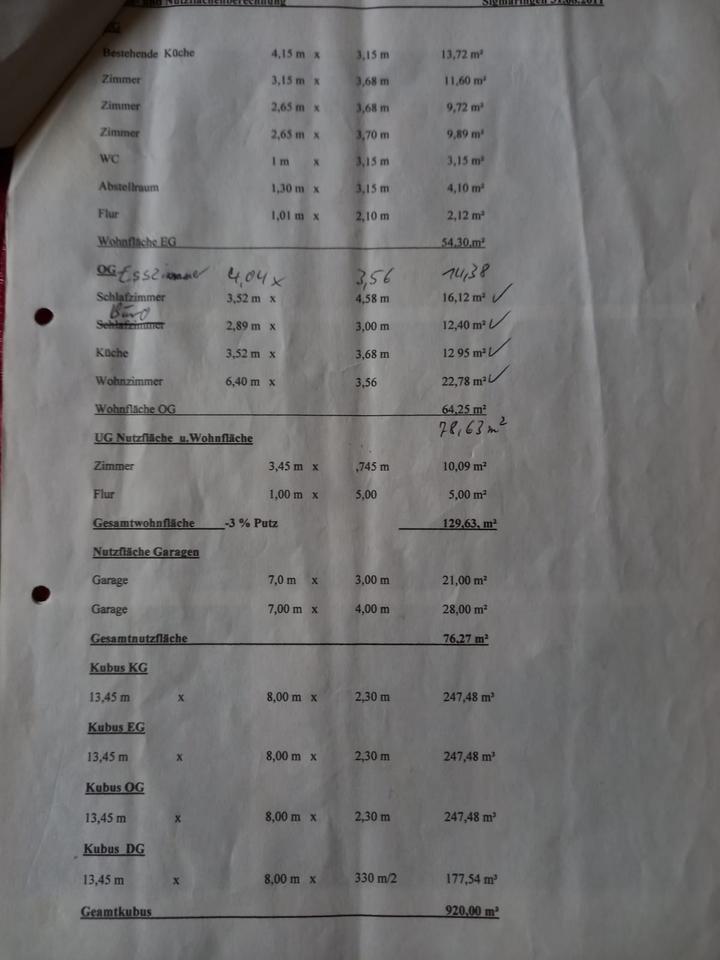 und Nutzflächenberechnung Sigmaringen 31.08.2011
EG
Bestehende Küche 4,15 m x 3,15 m 13,72 m²
Zimmer 3,15 m x 3,68 m 11,60 m²
Zimmer 2,65 m x 3,68 m 9,72 m²
Zimmer 2,65 m x 3,70 m 9,89 m²
WC 1 m x 3,15 m 3,15 m²
Abstellraum 1,30 m x 3,15 m 4,10 m²
Flur 1,01 m x 2,10 m 2,12 m²
Wohnfläche EG 54,30,m²
OG Esszimmer 4,04 x 3,56 14,38
Schlafzimmer 3,52 m x 4,58 m 16,12 m² ✓
Büro
Schlafzimmer 2,89 m x 3,00 m 12,40 m² ✓
Küche 3,52 m x 3,68 m 12 95 m² ✓
Wohnzimmer 6,40 m x 3,56 22,78 m² ✓
Wohnfläche OG 64,25 m²
78,63 m²
UG Nutzfläche u.Wohnfläche
Zimmer 3,45 m x ,745 m 10,09 m²
Flur 1,00 m x 5,00 5,00 m²
Gesamtwohnfläche -3 % Putz 129,63, m²
Nutzfläche Garagen
Garage 7,0 m x 3,00 m 21,00 m²
Garage 7,00 m x 4,00 m 28,00 m²
Gesamtnutzfläche 76,27 m²
Kubus KG
13,45 m x 8,00 m x 2,30 m 247,48 m³
Kubus EG
13,45 m x 8,00 m x 2,30 m 247,48 m³
Kubus OG
13,45 m x 8,00 m x 2,30 m 247,48 m³
Kubus DG
13,45 m x 8,00 m x 330 m/2 177,54 m³
Geamtkubus 920,00 m³